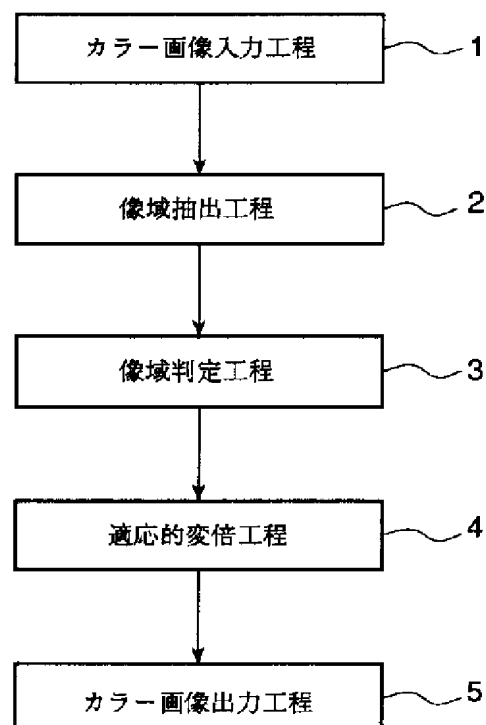 カラー画像入力工程 1
像域抽出工程 2
像域判定工程 3
適応的変倍工程 4
カラー画像出力工程 5